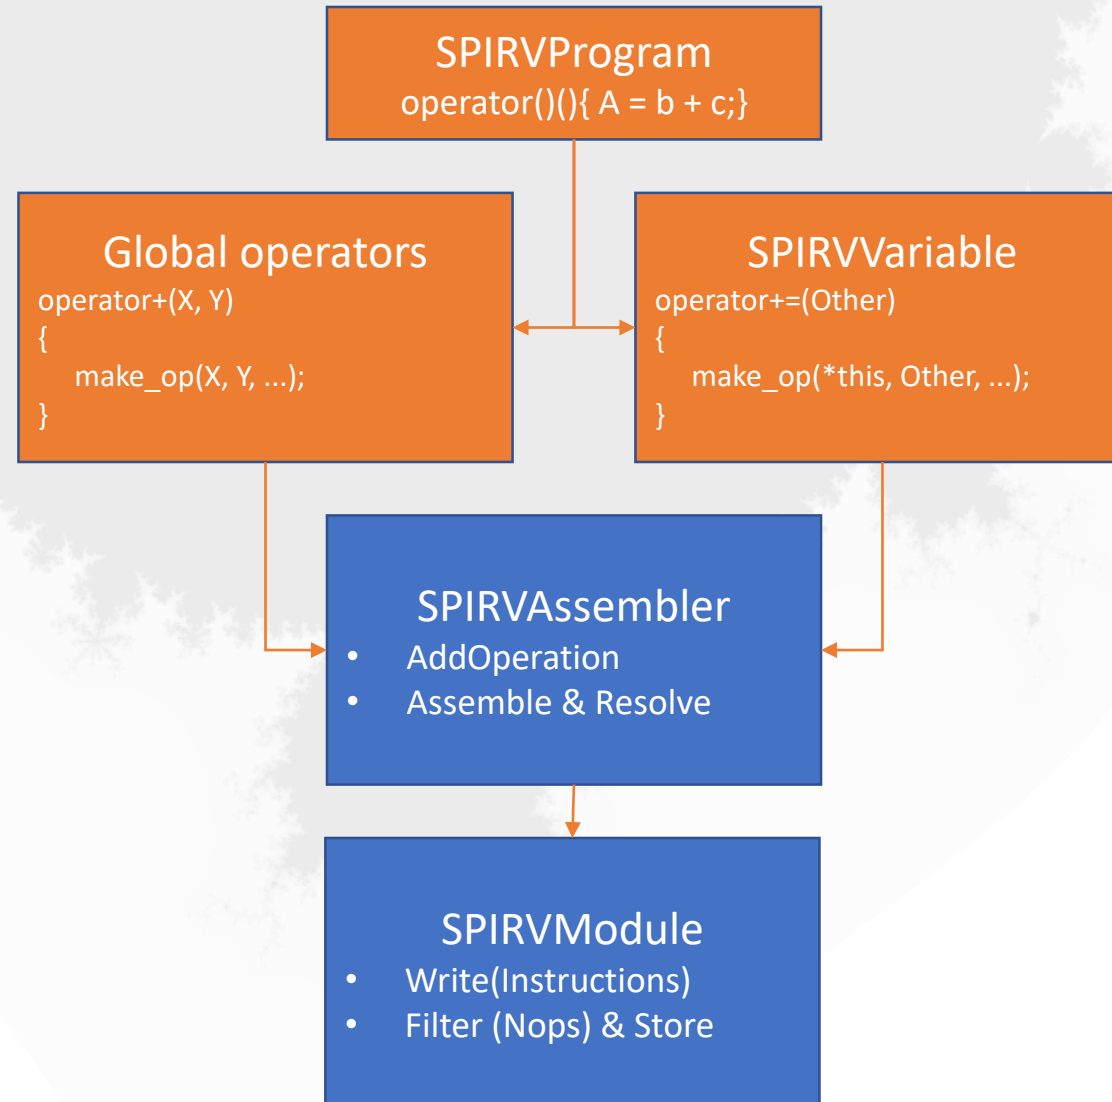 SPIRVProgram
operator()(){ A = b + c;}
Global operators
operator+(X, Y)
{
make_op(X, Y, ...);
}
SPIRVVariable
operator+=(Other)
{
make_op(*this, Other, ...);
}
SPIRVAssembler
• AddOperation
• Assemble & Resolve
SPIRVModule
• Write(Instructions)
• Filter (Nops) & Store